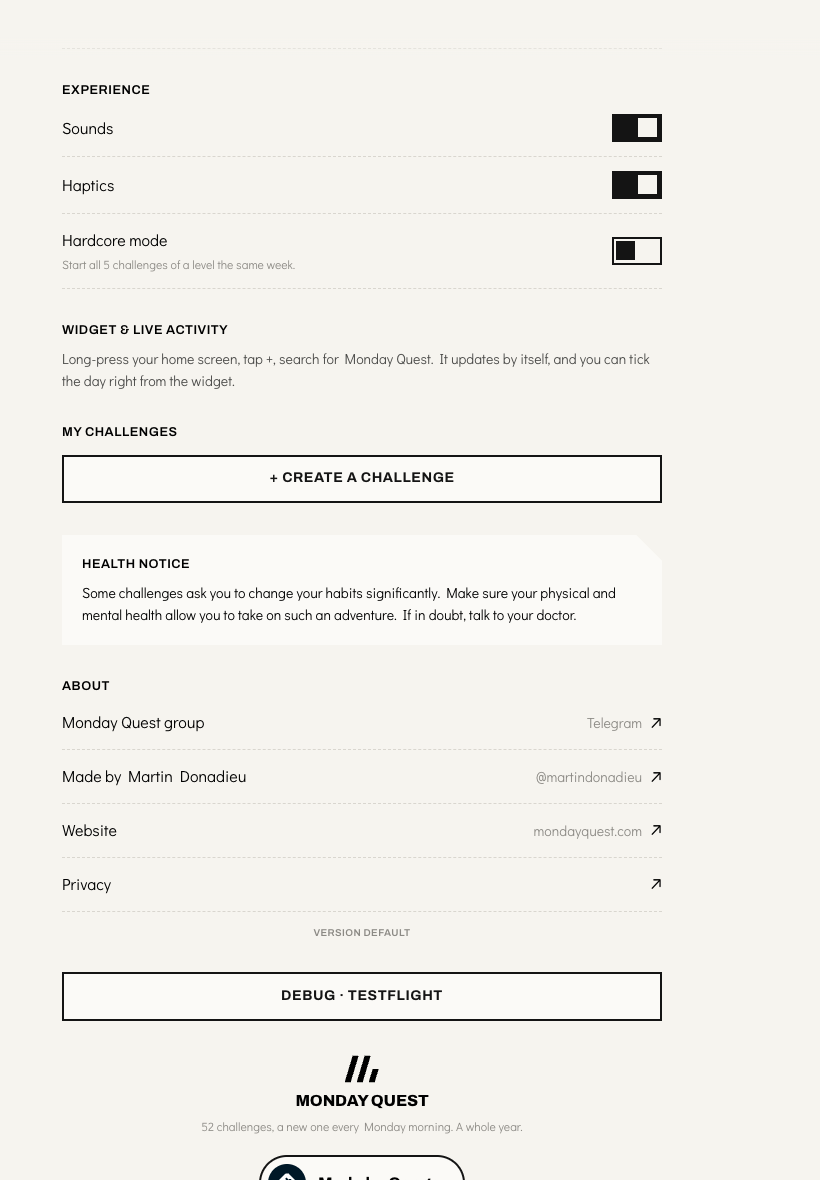 EXPERIENCE
Sounds
Haptics
Hardcore mode
Start all 5 challenges of a level the same week.
WIDGET & LIVE ACTIVITY
Long-press your home screen, tap +, search for Monday Quest. It updates by itself, and you can tick
the day right from the widget.
MY CHALLENGES
+ CREATE A CHALLENGE
HEALTH NOTICE
Some challenges ask you to change your habits significantly. Make sure your physical and
mental health allow you to take on such an adventure. If in doubt, talk to your doctor.
ABOUT
Monday Quest group Telegram
Made by Martin Donadieu @martindonadieu
Website mondayquest.com
Privacy
VERSION DEFAULT
DEBUG · TESTFLIGHT
MONDAY QUEST
52 challenges, a new one every Monday morning. A whole year.